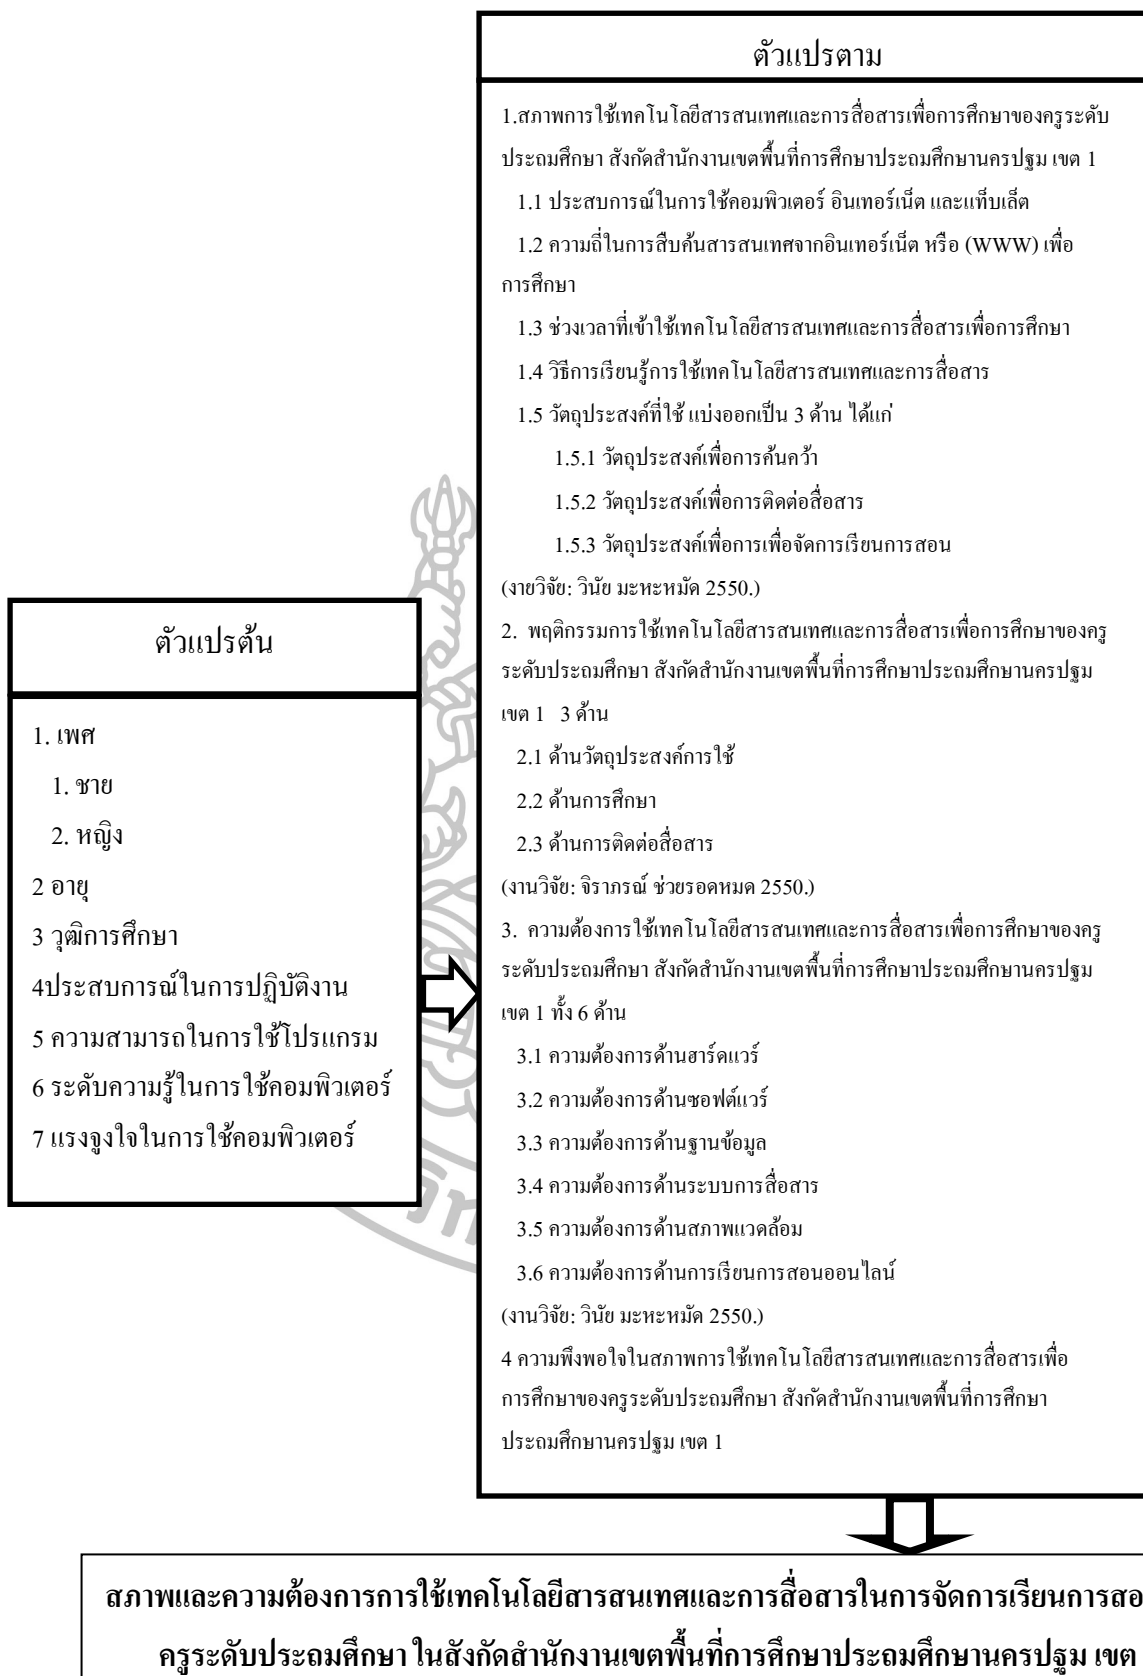 ตัวแปรต้น
1. เพศ
1. ชาย
2. หญิง
2 อายุ
3 วุฒิการศึกษา
4ประสบการณ์ในการปฏิบัติงาน
5 ความสามารถในการใช้โปรแกรม
6 ระดับความรู้ในการใช้คอมพิวเตอร์
7 แรงจูงใจในการใช้คอมพิวเตอร์
ตัวแปรตาม
1.สภาพการใช้เทคโนโลยีสารสนเทศและการสื่อสารเพื่อการศึกษาของครูระดับ
ประถมศึกษา สังกัดสำนักงานเขตพื้นที่การศึกษาประถมศึกษานครปฐม เขต 1
1.1 ประสบการณ์ในการใช้คอมพิวเตอร์ อินเทอร์เน็ต และแท็บเล็ต
1.2 ความถี่ในการสืบค้นสารสนเทศจากอินเทอร์เน็ต หรือ (WWW) เพื่อ
การศึกษา
1.3 ช่วงเวลาที่เข้าใช้เทคโนโลยีสารสนเทศและการสื่อสารเพื่อการศึกษา
1.4 วิธีการเรียนรู้การใช้เทคโนโลยีสารสนเทศและการสื่อสาร
1.5 วัตถุประสงค์ที่ใช้ แบ่งออกเป็น 3 ด้าน ได้แก่
1.5.1 วัตถุประสงค์เพื่อการค้นคว้า
1.5.2 วัตถุประสงค์เพื่อการติดต่อสื่อสาร
1.5.3 วัตถุประสงค์เพื่อการเพื่อจัดการเรียนการสอน
(งายวิจัย: วินัย มะหะหมัด 2550.)
2. พฤติกรรมการใช้เทคโนโลยีสารสนเทศและการสื่อสารเพื่อการศึกษาของครู
ระดับประถมศึกษา สังกัดสำนักงานเขตพื้นที่การศึกษาประถมศึกษานครปฐม
เขต 1 3 ด้าน
2.1 ด้านวัตถุประสงค์การใช้
2.2 ด้านการศึกษา
2.3 ด้านการติดต่อสื่อสาร
(งานวิจัย: จิราภรณ์ ช่วยรอดหมด 2550.)
3. ความต้องการใช้เทคโนโลยีสารสนเทศและการสื่อสารเพื่อการศึกษาของครู
ระดับประถมศึกษา สังกัดสำนักงานเขตพื้นที่การศึกษาประถมศึกษานครปฐม
เขต 1 ทั้ง 6 ด้าน
3.1 ความต้องการด้านฮาร์ดแวร์
3.2 ความต้องการด้านซอฟต์แวร์
3.3 ความต้องการด้านฐานข้อมูล
3.4 ความต้องการด้านระบบการสื่อสาร
3.5 ความต้องการด้านสภาพแวดล้อม
3.6 ความต้องการด้านการเรียนการสอนออนไลน์
(งานวิจัย: วินัย มะหะหมัด 2550.)
4 ความพึงพอใจในสภาพการใช้เทคโนโลยีสารสนเทศและการสื่อสารเพื่อ
การศึกษาของครูระดับประถมศึกษา สังกัดสำนักงานเขตพื้นที่การศึกษา
ประถมศึกษานครปฐม เขต 1
สภาพและความต้องการการใช้เทคโนโลยีสารสนเทศและการสื่อสารในการจัดการเรียนการสอ
ครูระดับประถมศึกษา ในสังกัดสำนักงานเขตพื้นที่การศึกษาประถมศึกษานครปฐม เขต